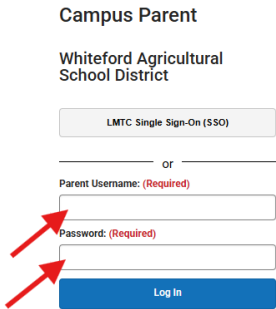 Campus Parent
Whiteford Agricultural
School District
LMTC Single Sign-On (SSO)
or
Parent Username: (Required)
Password: (Required)
Log In